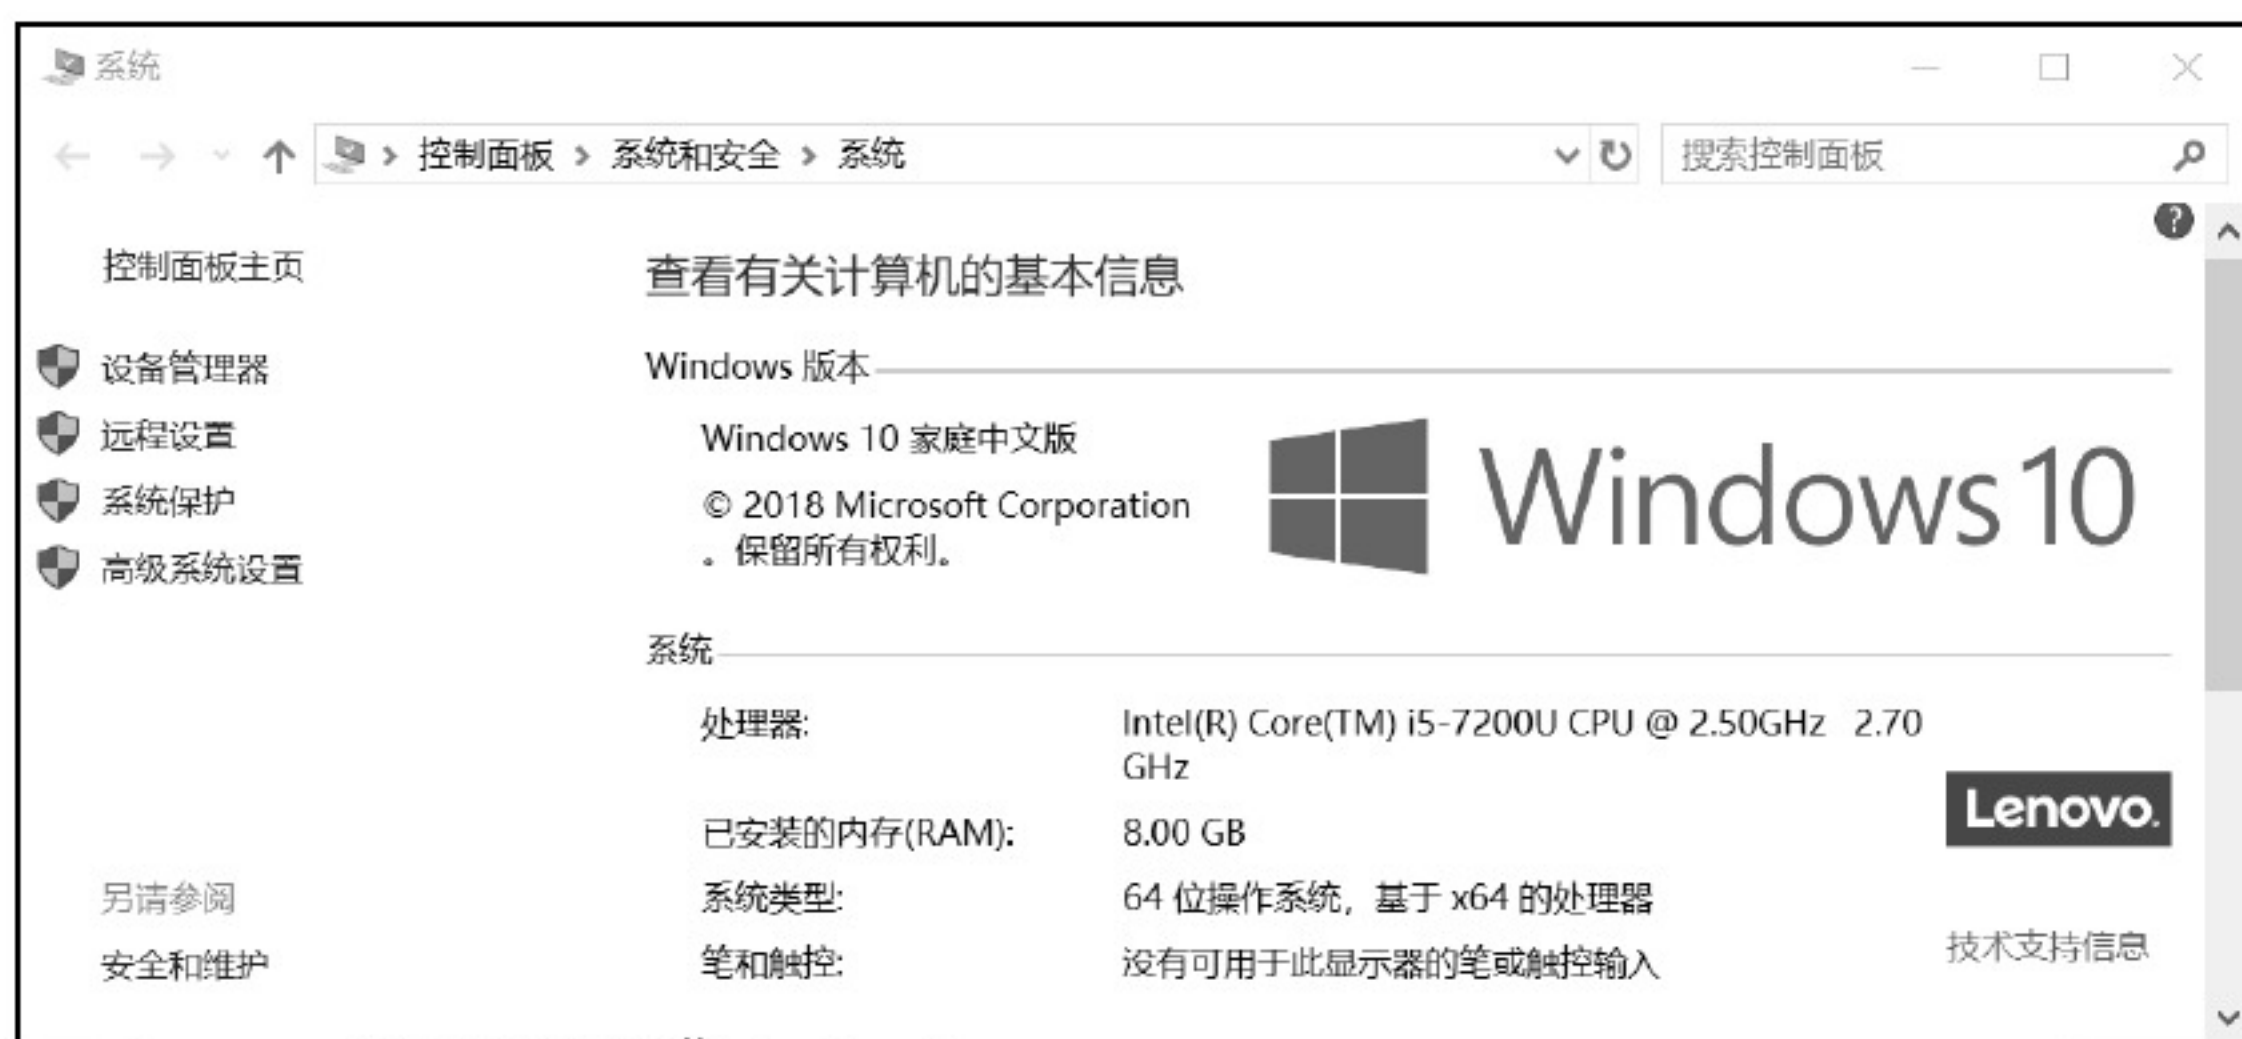 系统
控制面板 系统和安全 系统
搜索控制面板
控制面板主页
设备管理器
远程设置
系统保护
高级系统设置
另请参阅
安全和维护
查看有关计算机的基本信息
Windows 版本
Windows 10 家庭中文版
© 2018 Microsoft Corporation
。保留所有权利。
Windows 10
系统
处理器: Intel(R) Core(TM) i5-7200U CPU @ 2.50GHz 2.70
GHz
已安装的内存(RAM): 8.00 GB
系统类型: 64 位操作系统, 基于 x64 的处理器
笔和触控: 没有可用于此显示器的笔或触控输入
Lenovo.
技术支持信息